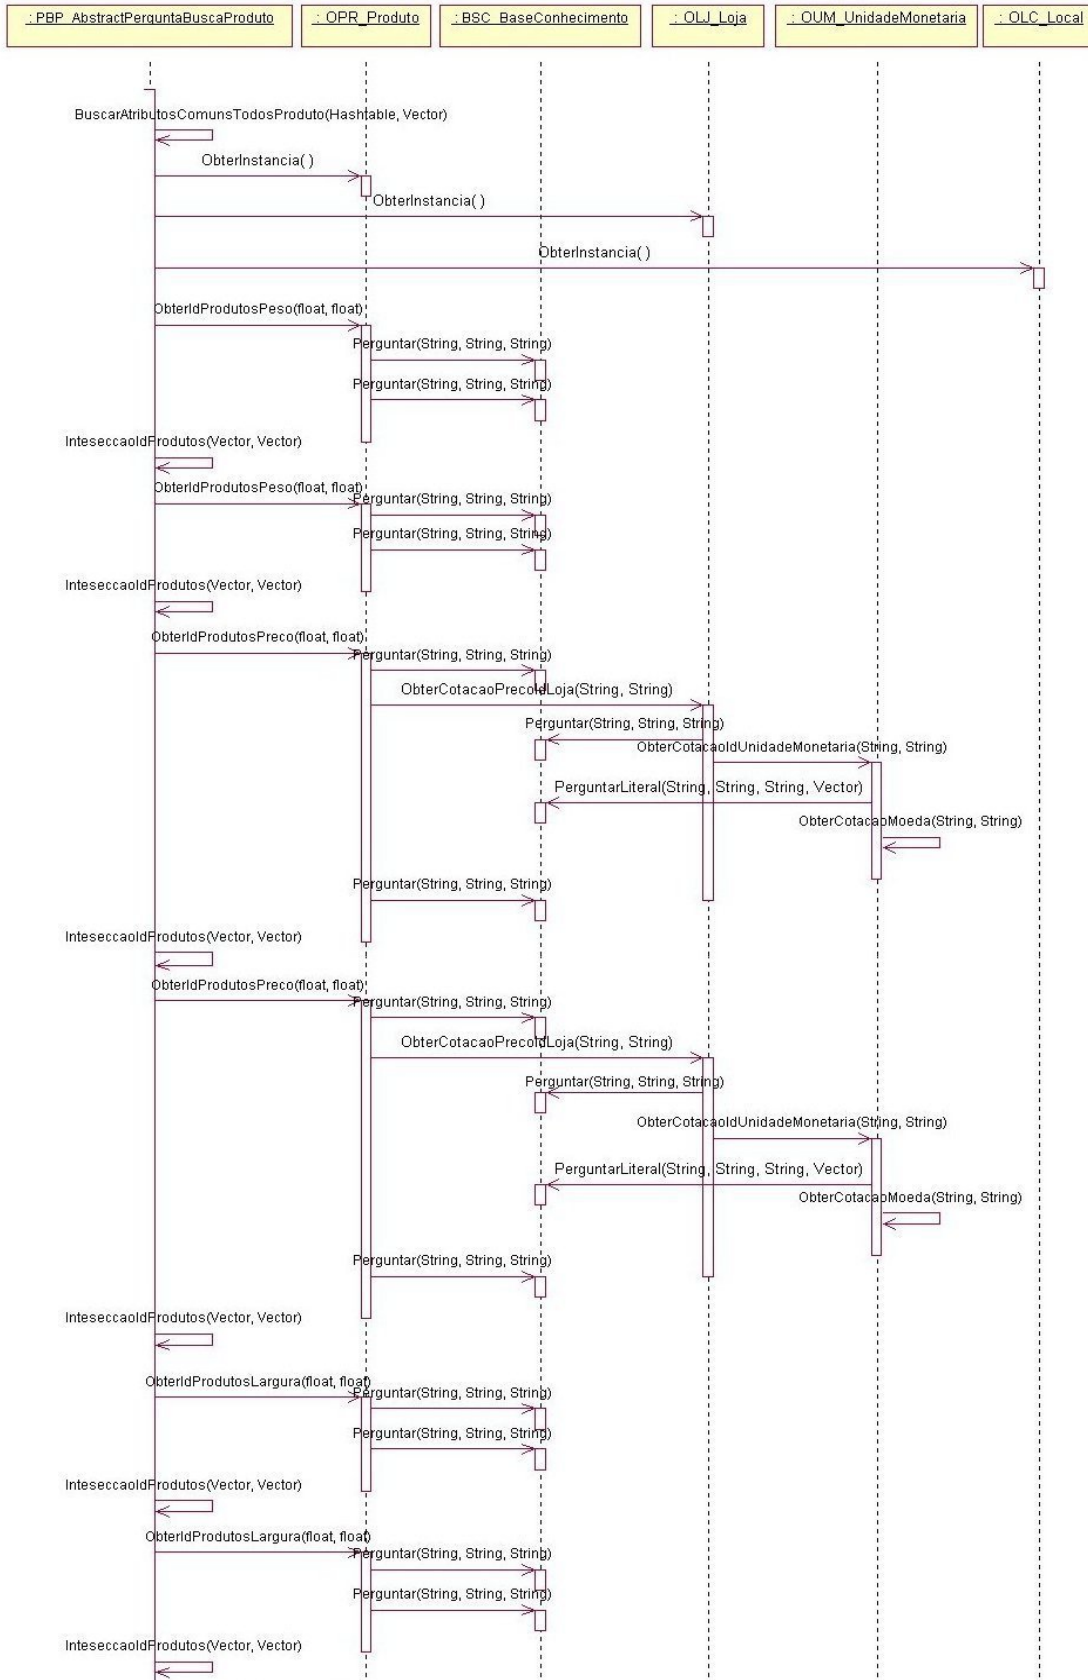 : PBP_AbstractPerguntaBuscaProduto
: OPR_Produto
: BSC_BaseConhecimento
: OLJ_Loja
: OUM_UnidadeMonetaria
: OLC_Local
BuscarAtributosComunsTodosProduto(Hashtable, Vector)
ObterInstancia( )
ObterInstancia( )
ObterInstancia( )
ObterIdProdutosPeso(float, float)
Perguntar(String, String, String)
Perguntar(String, String, String)
InteseccaoIdProdutos(Vector, Vector)
ObterIdProdutosPeso(float, float)
Perguntar(String, String, String)
Perguntar(String, String, String)
InteseccaoIdProdutos(Vector, Vector)
ObterIdProdutosPreco(float, float)
Perguntar(String, String, String)
ObterCotacaoPrecoIdLoja(String, String)
Perguntar(String, String, String)
ObterCotacaoIdUnidadeMonetaria(String, String)
PerguntarLiteral(String, String, String, Vector)
ObterCotacaoMoeda(String, String)
Perguntar(String, String, String)
InteseccaoIdProdutos(Vector, Vector)
ObterIdProdutosPreco(float, float)
Perguntar(String, String, String)
ObterCotacaoPrecoIdLoja(String, String)
Perguntar(String, String, String)
ObterCotacaoIdUnidadeMonetaria(String, String)
PerguntarLiteral(String, String, String, Vector)
ObterCotacaoMoeda(String, String)
Perguntar(String, String, String)
InteseccaoIdProdutos(Vector, Vector)
ObterIdProdutosLargura(float, float)
Perguntar(String, String, String)
Perguntar(String, String, String)
InteseccaoIdProdutos(Vector, Vector)
ObterIdProdutosLargura(float, float)
Perguntar(String, String, String)
Perguntar(String, String, String)
InteseccaoIdProdutos(Vector, Vector)